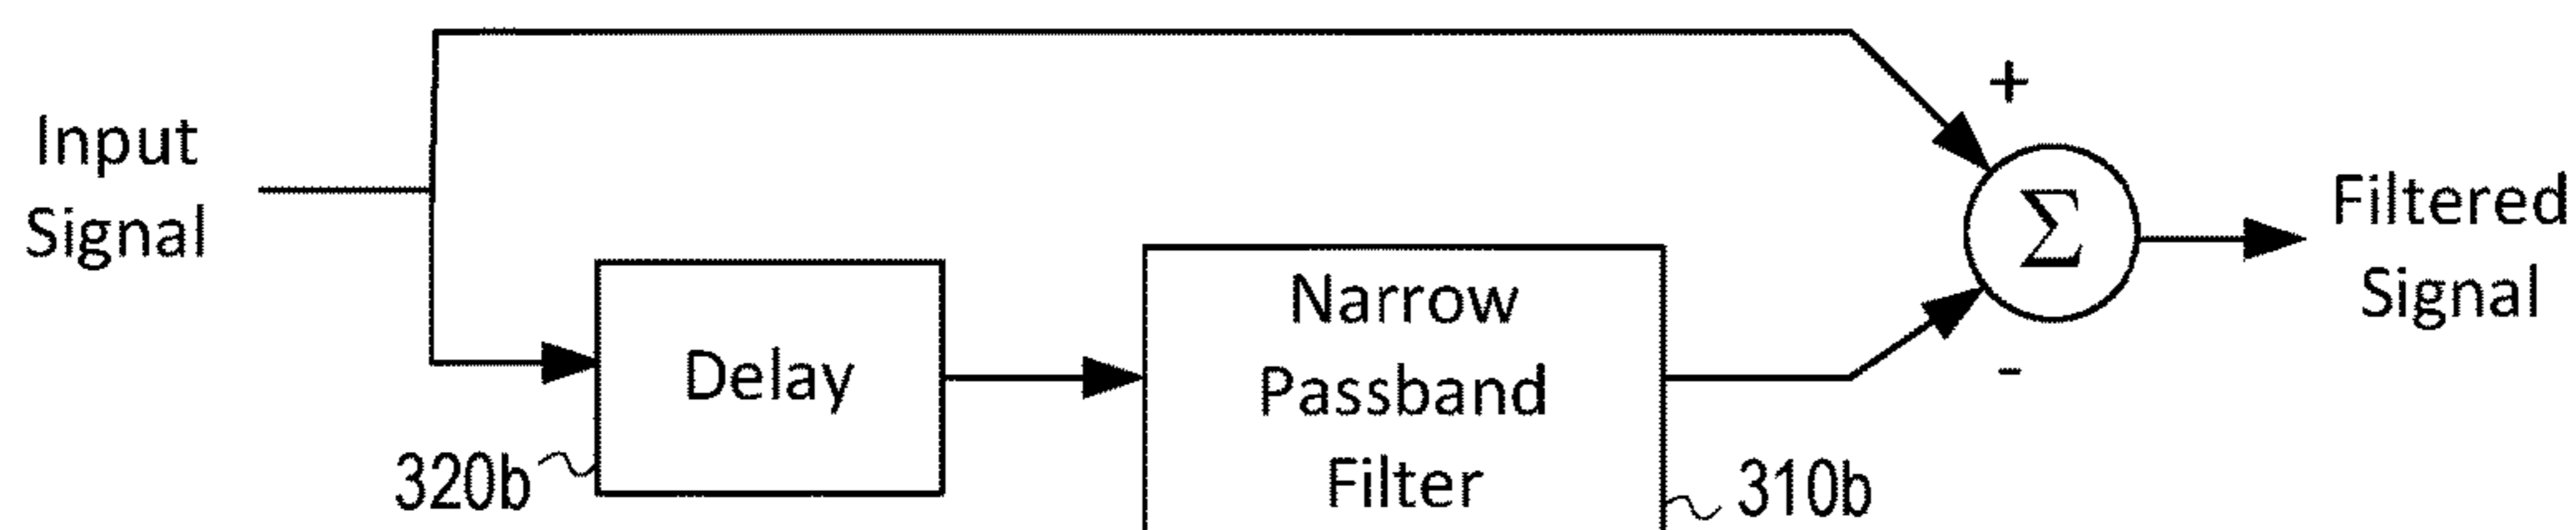 Input
Signal
+
Σ
Filtered
Signal
Delay
Narrow
Passband
Filter
-
320b
310b